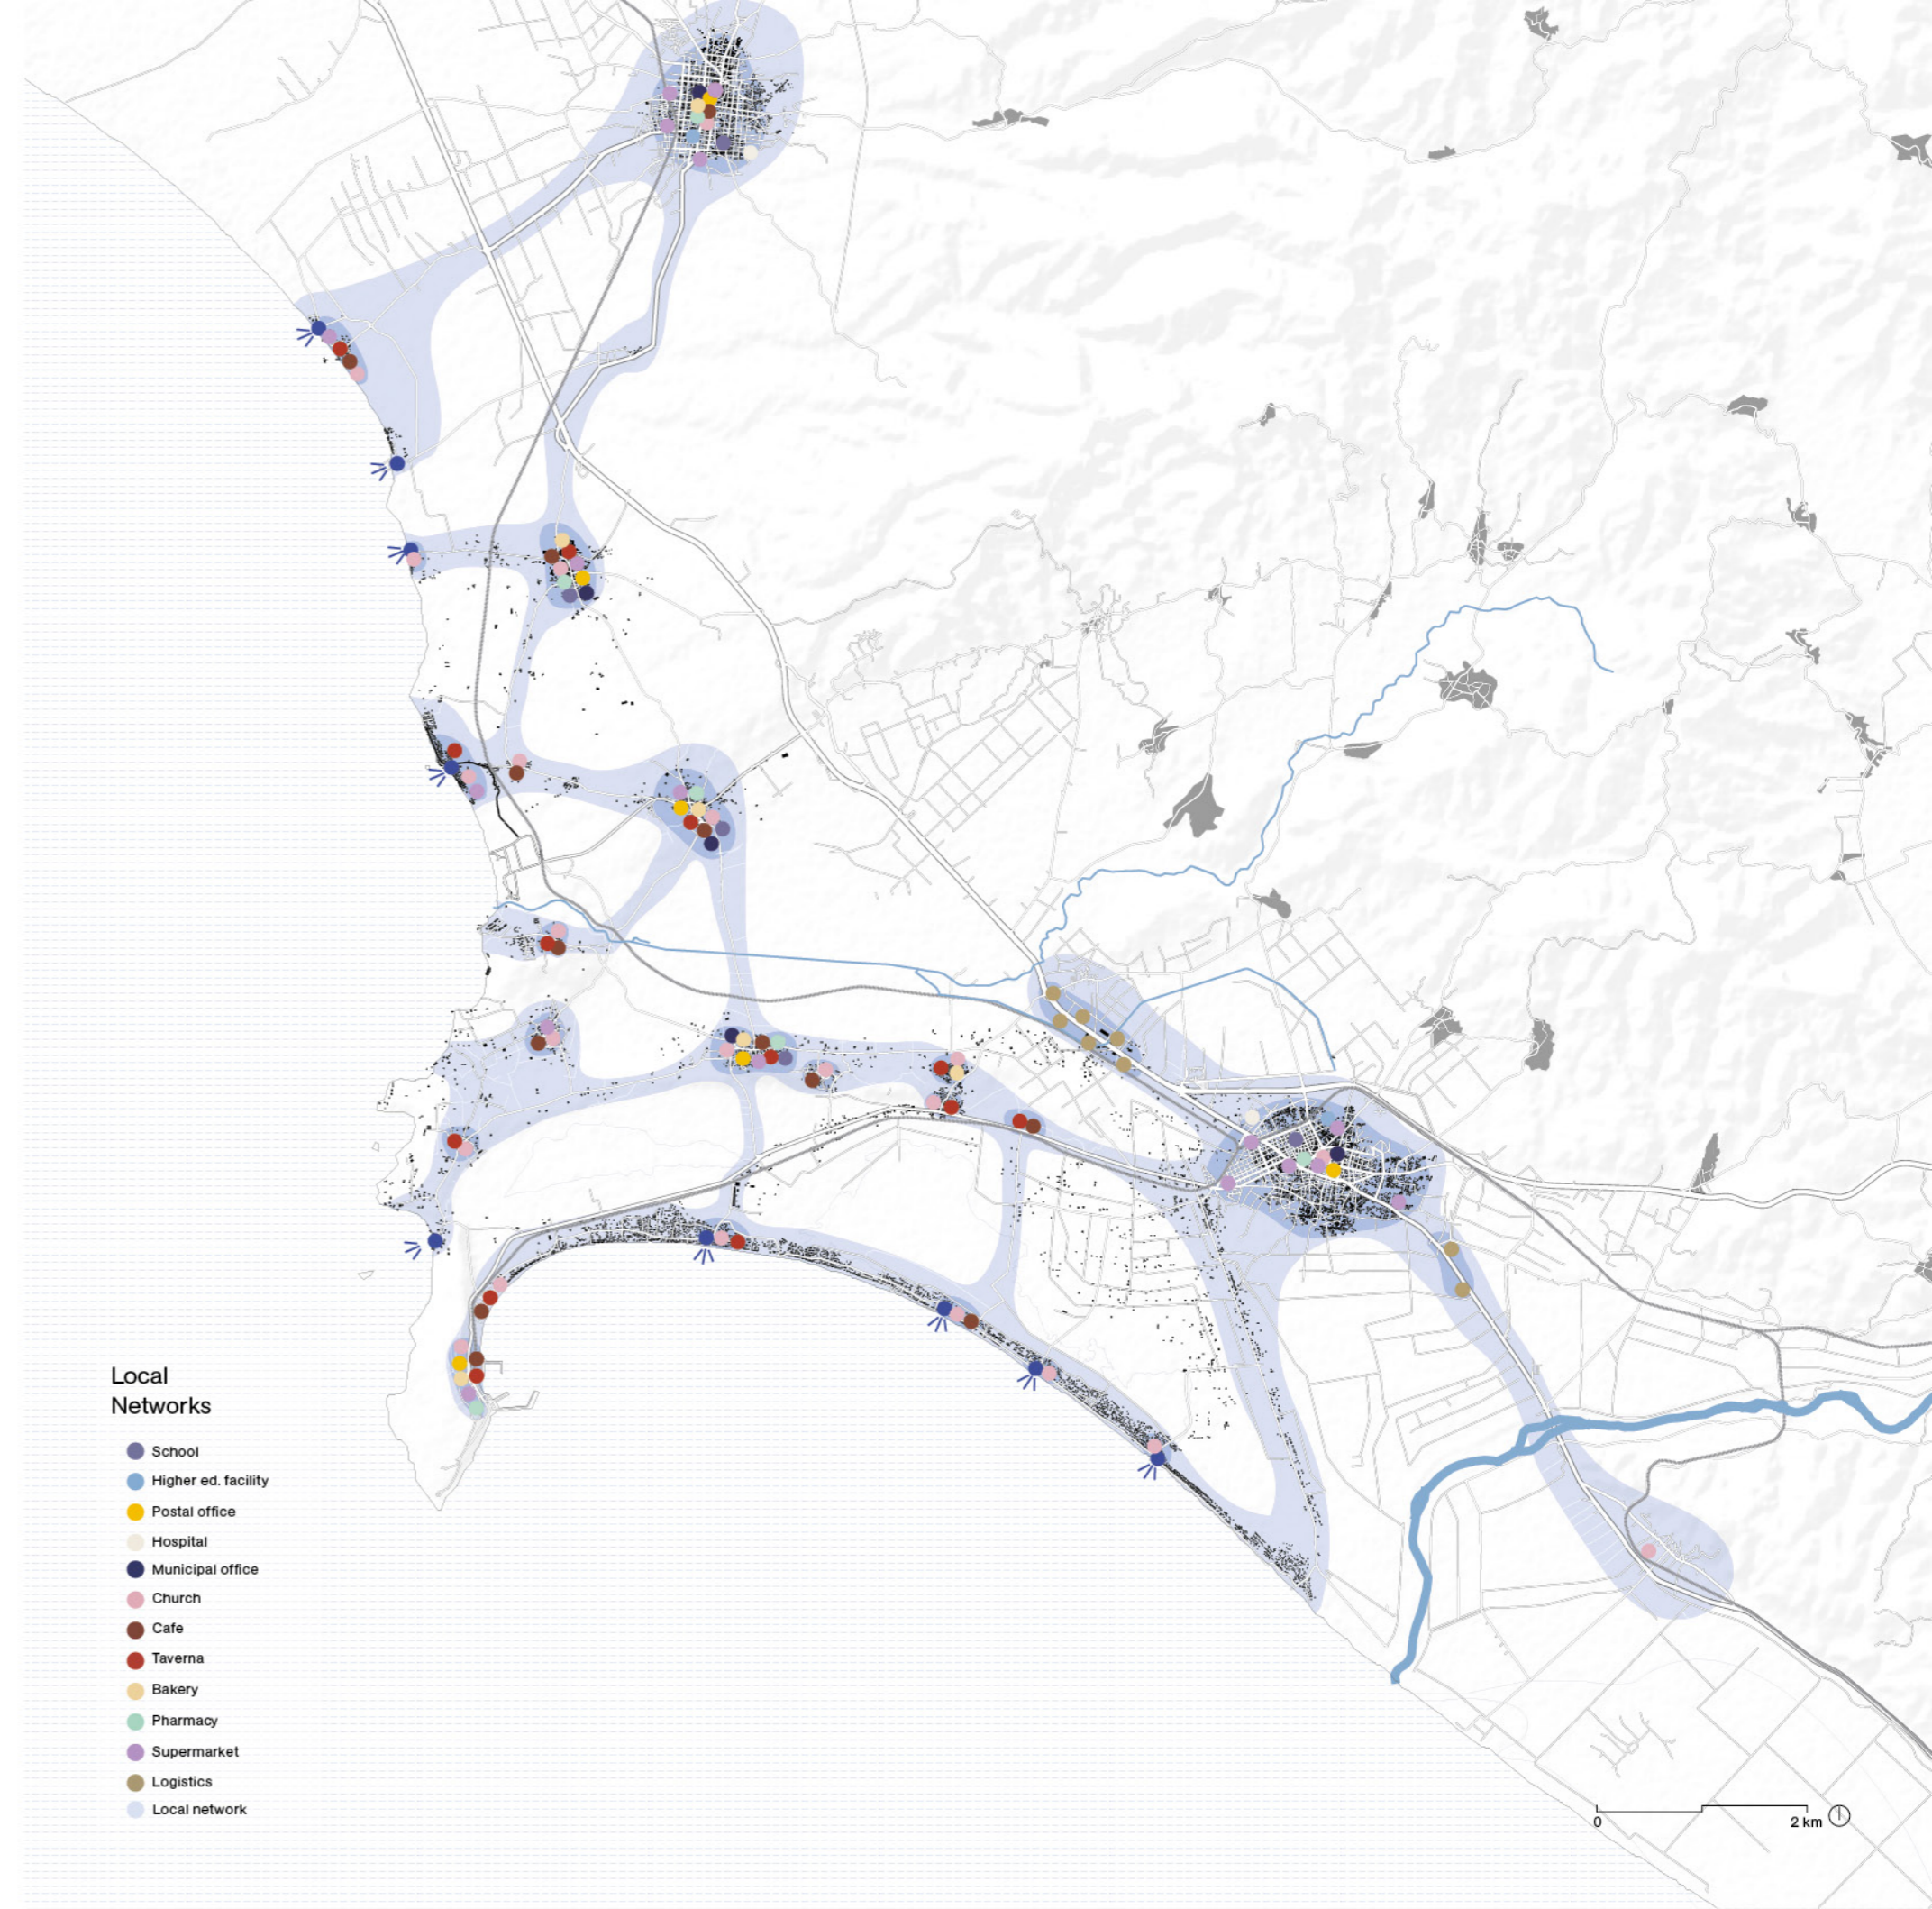 Local
Networks
School
Higher ed. facility
Postal office
Hospital
Municipal office
Church
Cafe
Taverna
Bakery
Pharmacy
Supermarket
Logistics
Local network
0 2 km